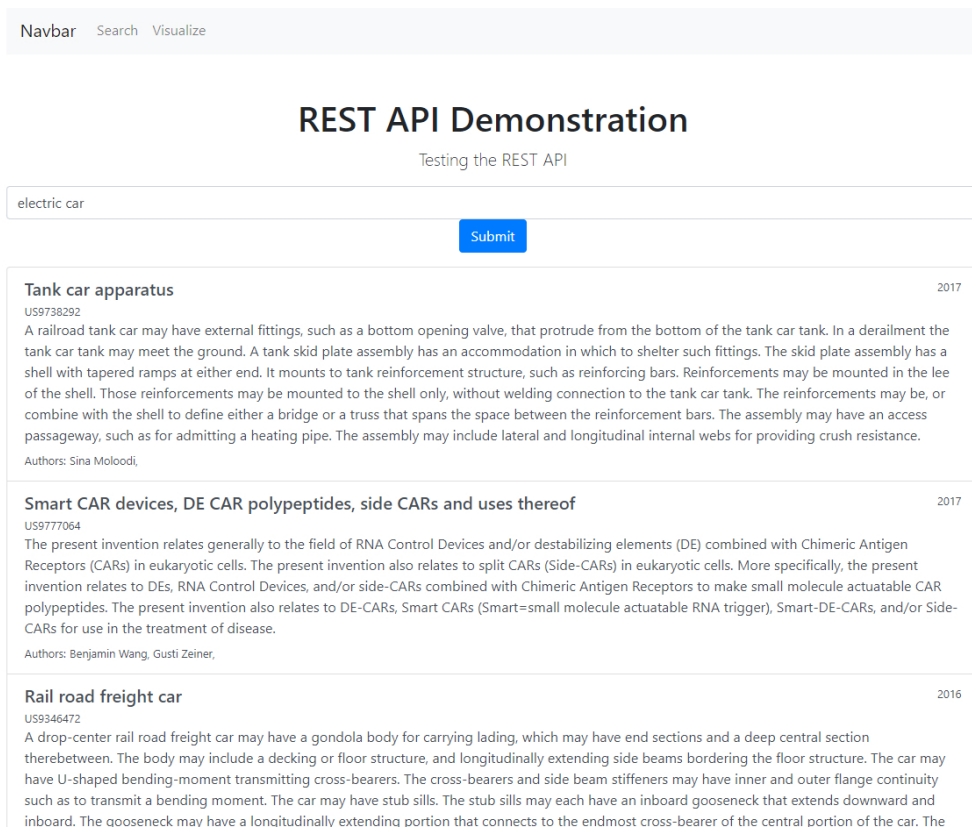 Navbar Search Visualize
REST API Demonstration
Testing the REST API
electric car
Submit
Tank car apparatus 2017
US9738292
A railroad tank car may have external fittings, such as a bottom opening valve, that protrude from the bottom of the tank car tank. In a derailment the
tank car tank may meet the ground. A tank skid plate assembly has an accommodation in which to shelter such fittings. The skid plate assembly has a
shell with tapered ramps at either end. It mounts to tank reinforcement structure, such as reinforcing bars. Reinforcements may be mounted in the lee
of the shell. Those reinforcements may be mounted to the shell only, without welding connection to the tank car tank. The reinforcements may be, or
combine with the shell to define either a bridge or a truss that spans the space between the reinforcement bars. The assembly may have an access
passageway, such as for admitting a heating pipe. The assembly may include lateral and longitudinal internal webs for providing crush resistance.
Authors: Sina Moloodi,
Smart CAR devices, DE CAR polypeptides, side CARs and uses thereof 2017
US9777064
The present invention relates generally to the field of RNA Control Devices and/or destabilizing elements (DE) combined with Chimeric Antigen
Receptors (CARs) in eukaryotic cells. The present invention also relates to split CARs (Side-CARs) in eukaryotic cells. More specifically, the present
invention relates to DEs, RNA Control Devices, and/or side-CARs combined with Chimeric Antigen Receptors to make small molecule actuatable CAR
polypeptides. The present invention also relates to DE-CARs, Smart CARs (Smart=small molecule actuatable RNA trigger), Smart-DE-CARs, and/or Side-
CARs for use in the treatment of disease.
Authors: Benjamin Wang, Gusti Zeiner,
Rail road freight car 2016
US9346472
A drop-center rail road freight car may have a gondola body for carrying lading, which may have end sections and a deep central section
therebetween. The body may include a decking or floor structure, and longitudinally extending side beams bordering the floor structure. The car may
have U-shaped bending-moment transmitting cross-bearers. The cross-bearers and side beam stiffeners may have inner and outer flange continuity
such as to transmit a bending moment. The car may have stub sills. The stub sills may each have an inboard gooseneck that extends downward and
inboard. The gooseneck may have a longitudinally extending portion that connects to the endmost cross-bearer of the central portion of the car. The